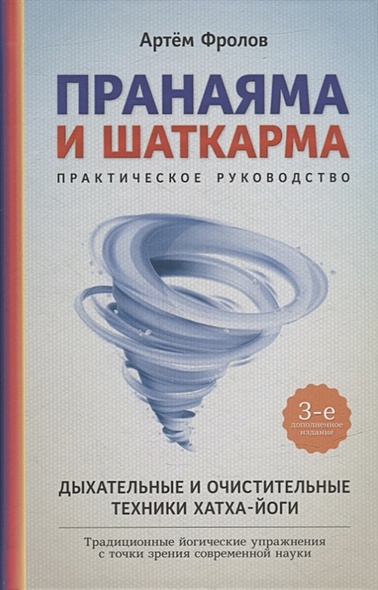 Артём Фролов
ПРАНАЯМА
И ШАТКАРМА
ПРАКТИЧЕСКОЕ РУКОВОДСТВО
3-е
дополненное
издание
ДЫХАТЕЛЬНЫЕ И ОЧИСТИТЕЛЬНЫЕ
ТЕХНИКИ ХАТХА-ЙОГИ
Традиционные йогические упражнения
с точки зрения современной науки